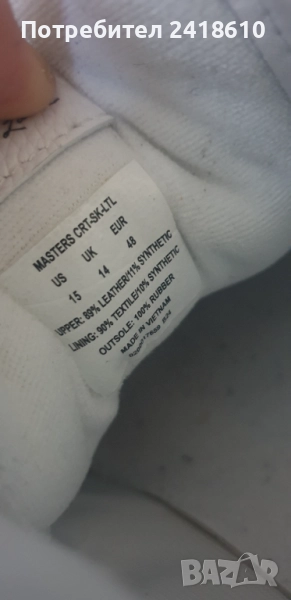 Потребител 2418610
MASTERS CRT-SK-LTL
US UK EUR
15 14 48
UPPER: 89% LEATHER/11% SYNTHETIC
LINING: 90% TEXTILE/10% SYNTHETIC
OUTSOLE: 100% RUBBER
MADE IN VIETNAM
BAZAR